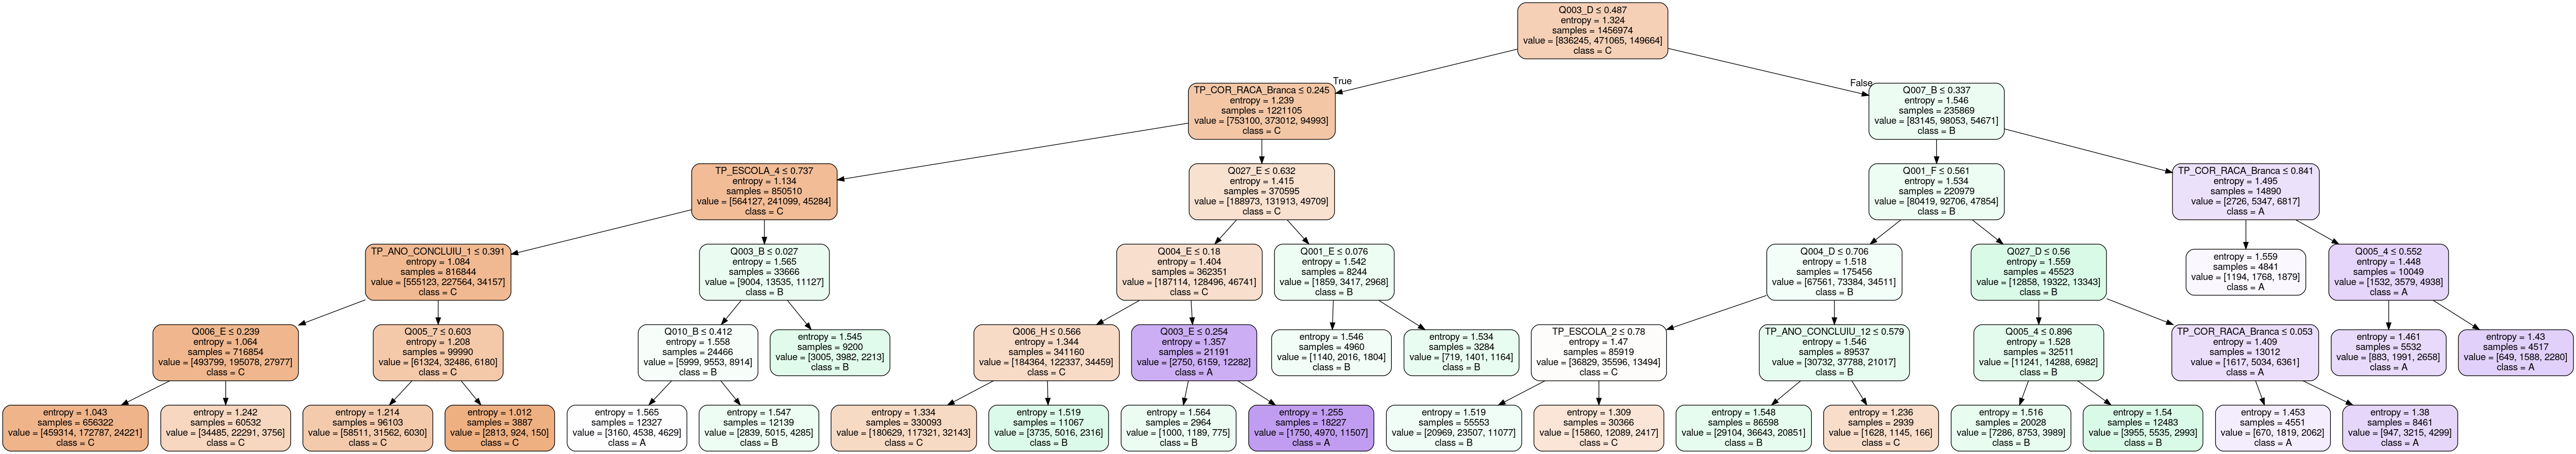 Q003_D ≤ 0.487
entropy = 1.324
samples = 1456974
value = [836245, 471065, 149664]
class = C
True
False
TP_COR_RACA_Branca ≤ 0.245
entropy = 1.239
samples = 1221105
value = [753100, 373012, 94993]
class = C
Q007_B ≤ 0.337
entropy = 1.546
samples = 235869
value = [83145, 98053, 54671]
class = B
TP_ESCOLA_4 ≤ 0.737
entropy = 1.134
samples = 850510
value = [564127, 241099, 45284]
class = C
Q027_E ≤ 0.632
entropy = 1.415
samples = 370595
value = [188973, 131913, 49709]
class = C
Q001_F ≤ 0.561
entropy = 1.534
samples = 220979
value = [80419, 92706, 47854]
class = B
TP_COR_RACA_Branca ≤ 0.841
entropy = 1.495
samples = 14890
value = [2726, 5347, 6817]
class = A
TP_ANO_CONCLUIU_1 ≤ 0.391
entropy = 1.084
samples = 816844
value = [555123, 227564, 34157]
class = C
Q003_B ≤ 0.027
entropy = 1.565
samples = 33666
value = [9004, 13535, 11127]
class = B
Q004_E ≤ 0.18
entropy = 1.404
samples = 362351
value = [187114, 128496, 46741]
class = C
Q001_E ≤ 0.076
entropy = 1.542
samples = 8244
value = [1859, 3417, 2968]
class = B
Q004_D ≤ 0.706
entropy = 1.518
samples = 175456
value = [67561, 73384, 34511]
class = B
Q027_D ≤ 0.56
entropy = 1.559
samples = 45523
value = [12858, 19322, 13343]
class = B
entropy = 1.559
samples = 4841
value = [1194, 1768, 1879]
class = A
Q005_4 ≤ 0.552
entropy = 1.448
samples = 10049
value = [1532, 3579, 4938]
class = A
Q006_E ≤ 0.239
entropy = 1.064
samples = 716854
value = [493799, 195078, 27977]
class = C
Q005_7 ≤ 0.603
entropy = 1.208
samples = 99990
value = [61324, 32486, 6180]
class = C
Q010_B ≤ 0.412
entropy = 1.558
samples = 24466
value = [5999, 9553, 8914]
class = B
entropy = 1.545
samples = 9200
value = [3005, 3982, 2213]
class = B
Q006_H ≤ 0.566
entropy = 1.344
samples = 341160
value = [184364, 122337, 34459]
class = C
Q003_E ≤ 0.254
entropy = 1.357
samples = 21191
value = [2750, 6159, 12282]
class = A
entropy = 1.546
samples = 4960
value = [1140, 2016, 1804]
class = B
entropy = 1.534
samples = 3284
value = [719, 1401, 1164]
class = B
TP_ESCOLA_2 ≤ 0.78
entropy = 1.47
samples = 85919
value = [36829, 35596, 13494]
class = C
TP_ANO_CONCLUIU_12 ≤ 0.579
entropy = 1.546
samples = 89537
value = [30732, 37788, 21017]
class = B
Q005_4 ≤ 0.896
entropy = 1.528
samples = 32511
value = [11241, 14288, 6982]
class = B
TP_COR_RACA_Branca ≤ 0.053
entropy = 1.409
samples = 13012
value = [1617, 5034, 6361]
class = A
entropy = 1.461
samples = 5532
value = [883, 1991, 2658]
class = A
entropy = 1.43
samples = 4517
value = [649, 1588, 2280]
class = A
entropy = 1.043
samples = 656322
value = [459314, 172787, 24221]
class = C
entropy = 1.242
samples = 60532
value = [34485, 22291, 3756]
class = C
entropy = 1.214
samples = 96103
value = [58511, 31562, 6030]
class = C
entropy = 1.012
samples = 3887
value = [2813, 924, 150]
class = C
entropy = 1.565
samples = 12327
value = [3160, 4538, 4629]
class = A
entropy = 1.547
samples = 12139
value = [2839, 5015, 4285]
class = B
entropy = 1.334
samples = 330093
value = [180629, 117321, 32143]
class = C
entropy = 1.519
samples = 11067
value = [3735, 5016, 2316]
class = B
entropy = 1.564
samples = 2964
value = [1000, 1189, 775]
class = B
entropy = 1.255
samples = 18227
value = [1750, 4970, 11507]
class = A
entropy = 1.519
samples = 55553
value = [20969, 23507, 11077]
class = B
entropy = 1.309
samples = 30366
value = [15860, 12089, 2417]
class = C
entropy = 1.548
samples = 86598
value = [29104, 36643, 20851]
class = B
entropy = 1.236
samples = 2939
value = [1628, 1145, 166]
class = C
entropy = 1.516
samples = 20028
value = [7286, 8753, 3989]
class = B
entropy = 1.54
samples = 12483
value = [3955, 5535, 2993]
class = B
entropy = 1.453
samples = 4551
value = [670, 1819, 2062]
class = A
entropy = 1.38
samples = 8461
value = [947, 3215, 4299]
class = A